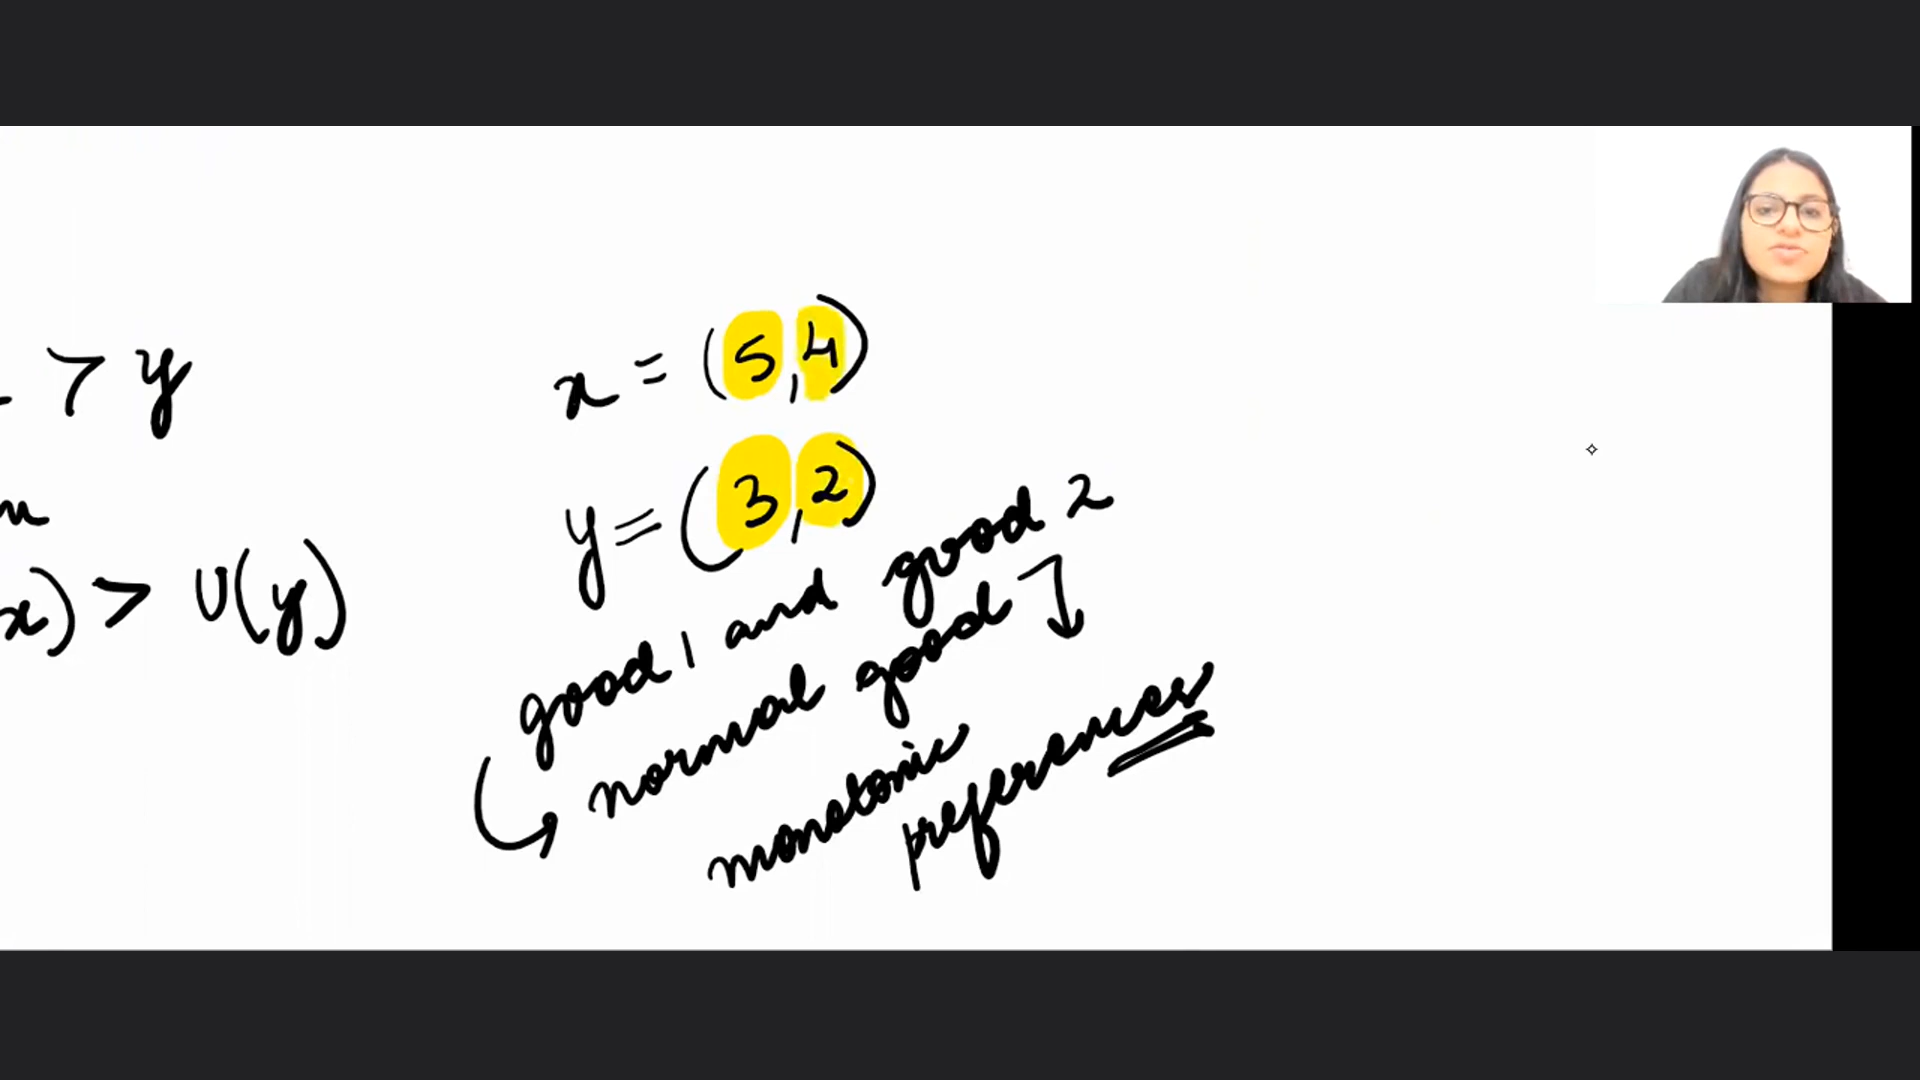 > y
x = (5,4)
y = (3,2)
x) > U(y)
good 1 and good 2
normal good
monotonic
preferences